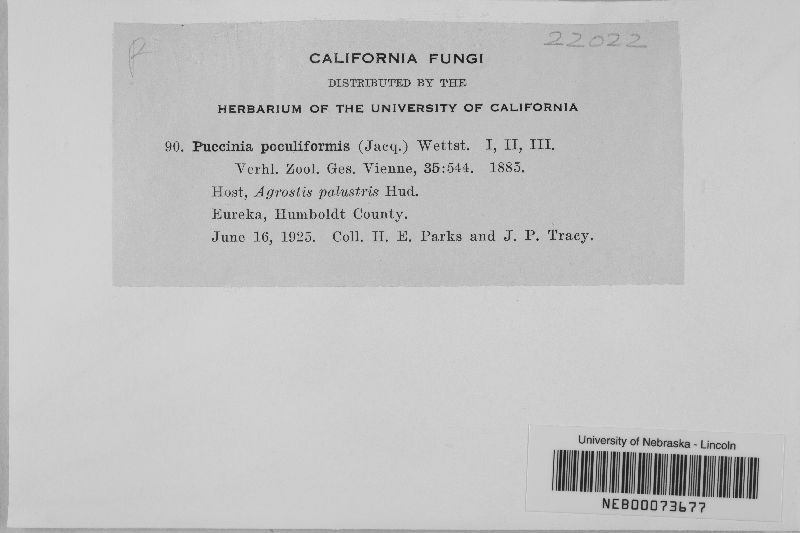 22022
CALIFORNIA FUNGI
DISTRIBUTED BY THE
HERBARIUM OF THE UNIVERSITY OF CALIFORNIA
90. Puccinia poculiformis (Jacq.) Wettst. I, II, III.
Verhl. Zool. Ges. Vienne, 35:544. 1885.
Host, Agrostis palustris Hud.
Eureka, Humboldt County.
June 16, 1925. Coll. H. E. Parks and J. P. Tracy.
University of Nebraska - Lincoln
NEB00073677